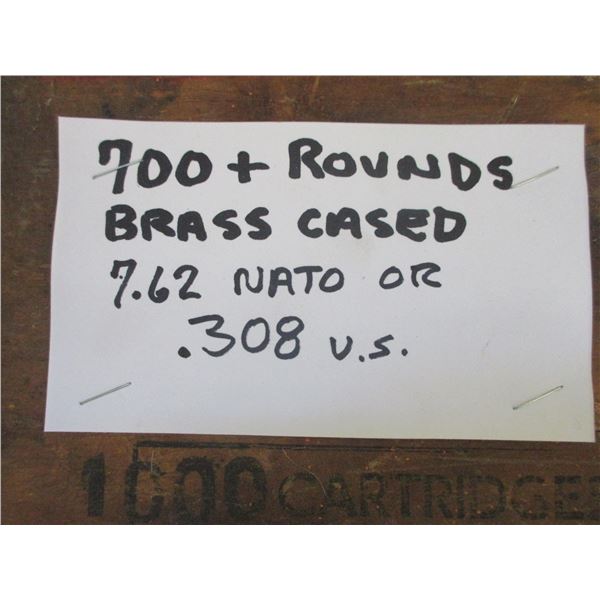 700 + ROUNDS
BRASS CASED
7.62 NATO OR
.308 U.S.
1000 CARTRIDGES